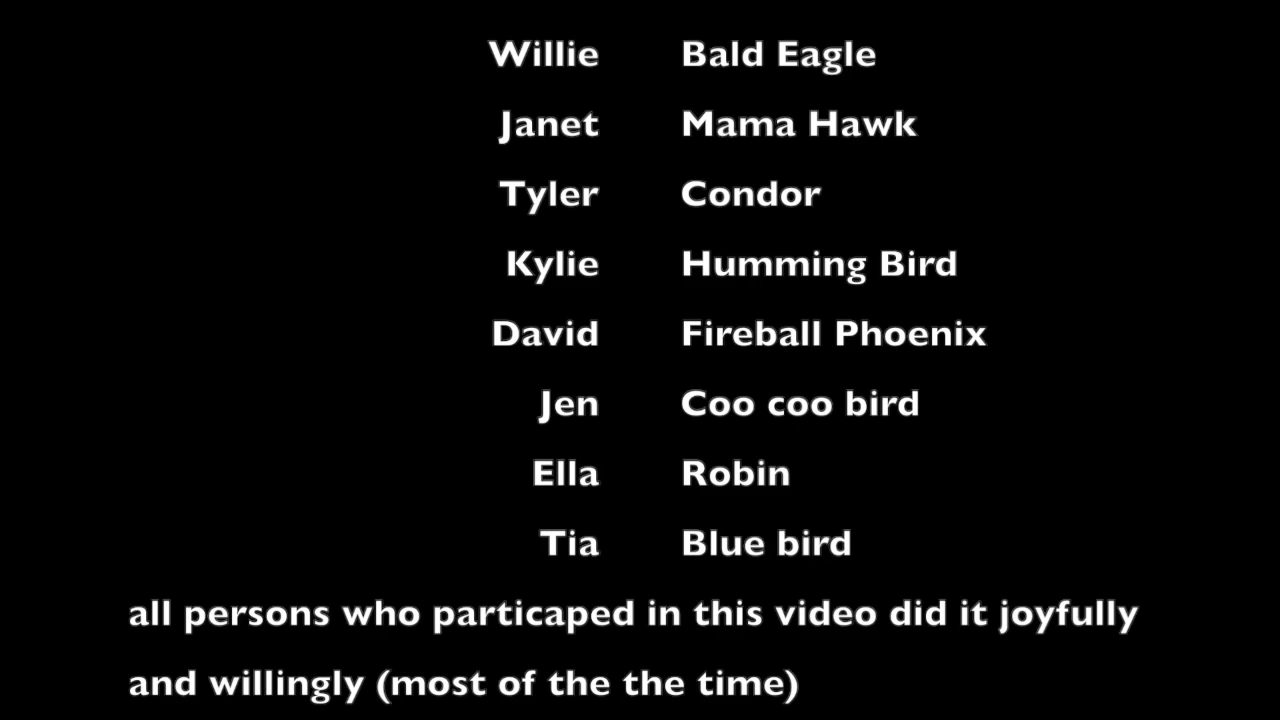 Willie Bald Eagle
Janet Mama Hawk
Tyler Condor
Kylie Humming Bird
David Fireball Phoenix
Jen Coo coo bird
Ella Robin
Tia Blue bird
all persons who particaped in this video did it joyfully
and willingly (most of the the time)